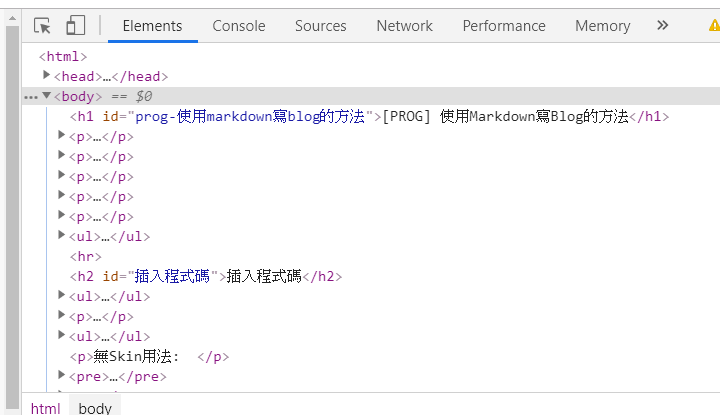 Elements Console Sources Network Performance Memory »
<html>
<head>…</head>
<body> == $0
<h1 id="prog-使用markdown寫blog的方法">[PROG] 使用Markdown寫Blog的方法</h1>
<p>…</p>
<p>…</p>
<p>…</p>
<p>…</p>
<p>…</p>
<ul>…</ul>
<hr>
<h2 id="插入程式碼">插入程式碼</h2>
<ul>…</ul>
<p>…</p>
<ul>…</ul>
<p>無Skin用法:  </p>
<pre>…</pre>
html body